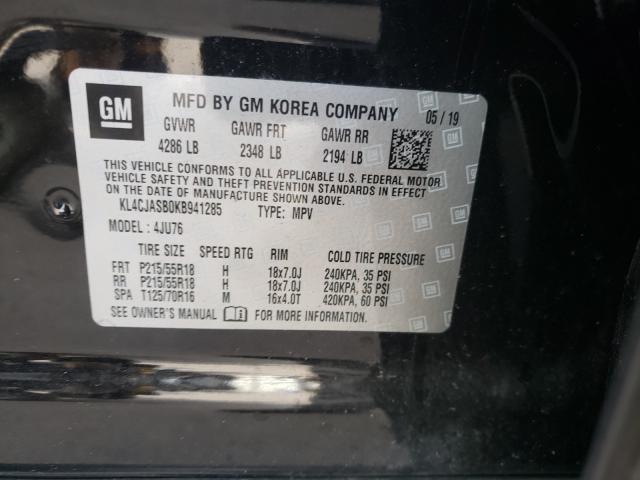 GM
MFD BY GM KOREA COMPANY 05 / 19
GVWR GAWR FRT GAWR RR
4286 LB 2348 LB 2194 LB
THIS VEHICLE CONFORMS TO ALL APPLICABLE U.S. FEDERAL MOTOR
VEHICLE SAFETY AND THEFT PREVENTION STANDARDS IN EFFECT
ON THE DATE OF MANUFACTURE SHOWN ABOVE.
KL4CJASB0KB941285 TYPE: MPV
MODEL: 4JU76
TIRE SIZE SPEED RTG RIM COLD TIRE PRESSURE
FRT P215/55R18 H 18x7.0J 240KPA, 35 PSI
RR P215/55R18 H 18x7.0J 240KPA, 35 PSI
SPA T125/70R16 M 16x4.0T 420KPA, 60 PSI
SEE OWNER'S MANUAL FOR MORE INFORMATION.